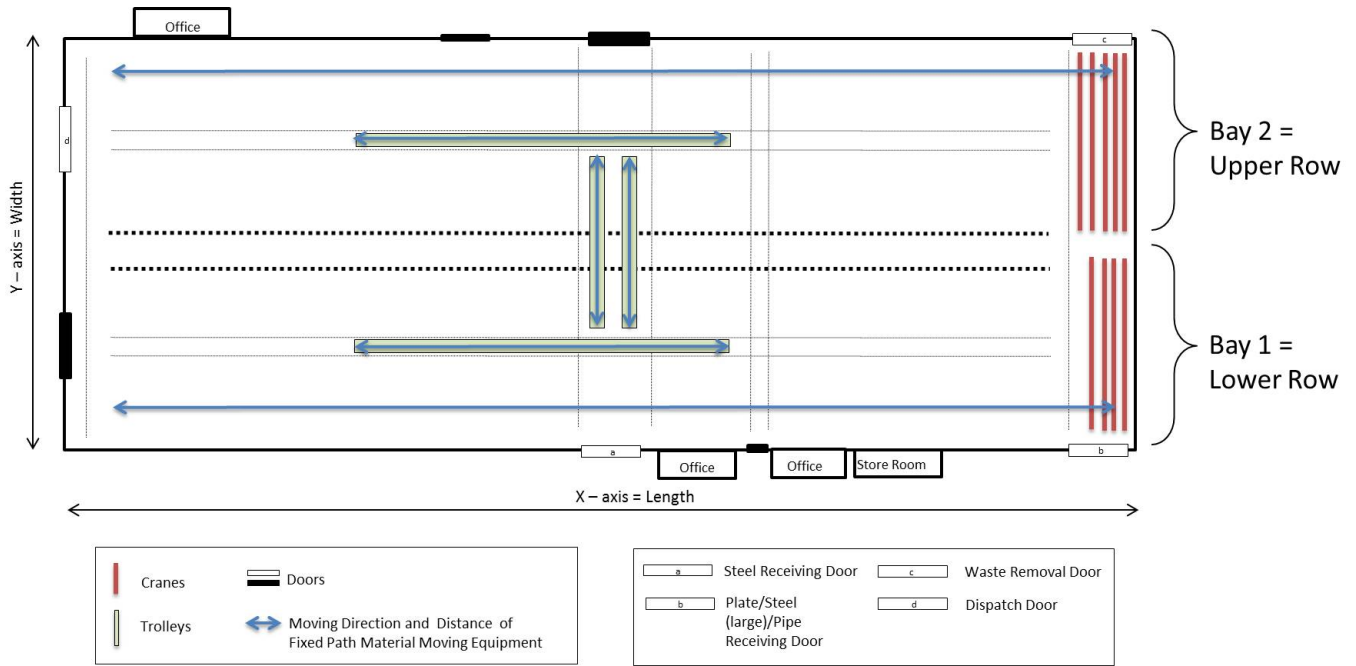 Office
c
d
Bay 2 =
Upper Row
Y – axis = Width
Bay 1 =
Lower Row
a
b
Office
Office
Store Room
X – axis = Length
Cranes
Doors
Trolleys
Moving Direction and Distance of
Fixed Path Material Moving Equipment
a
Steel Receiving Door
c
Waste Removal Door
b
Plate/Steel
(large)/Pipe
Receiving Door
d
Dispatch Door